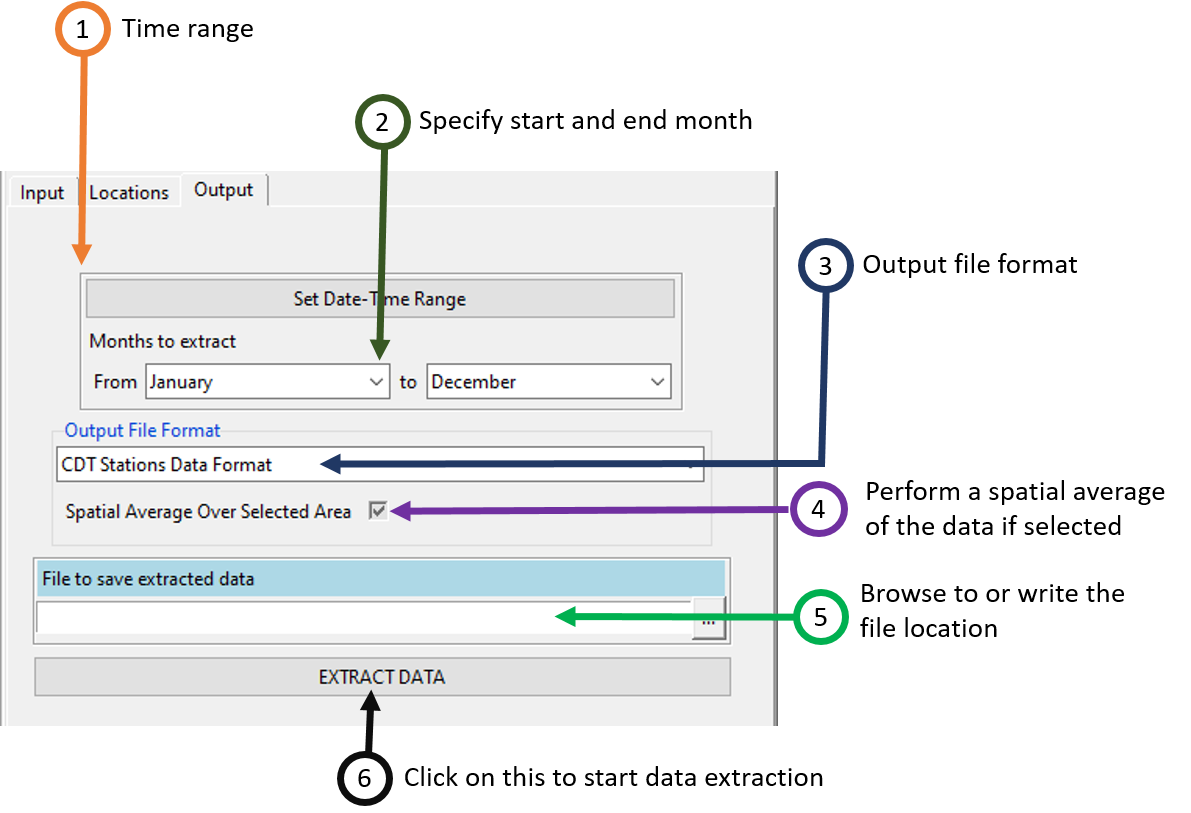 1 Time range
2 Specify start and end month
Input Locations Output
3 Output file format
Set Date-Time Range
Months to extract
From January to December
Output File Format
CDT Stations Data Format
4 Perform a spatial average
of the data if selected
Spatial Average Over Selected Area
File to save extracted data
5 Browse to or write the
file location
...
EXTRACT DATA
6 Click on this to start data extraction